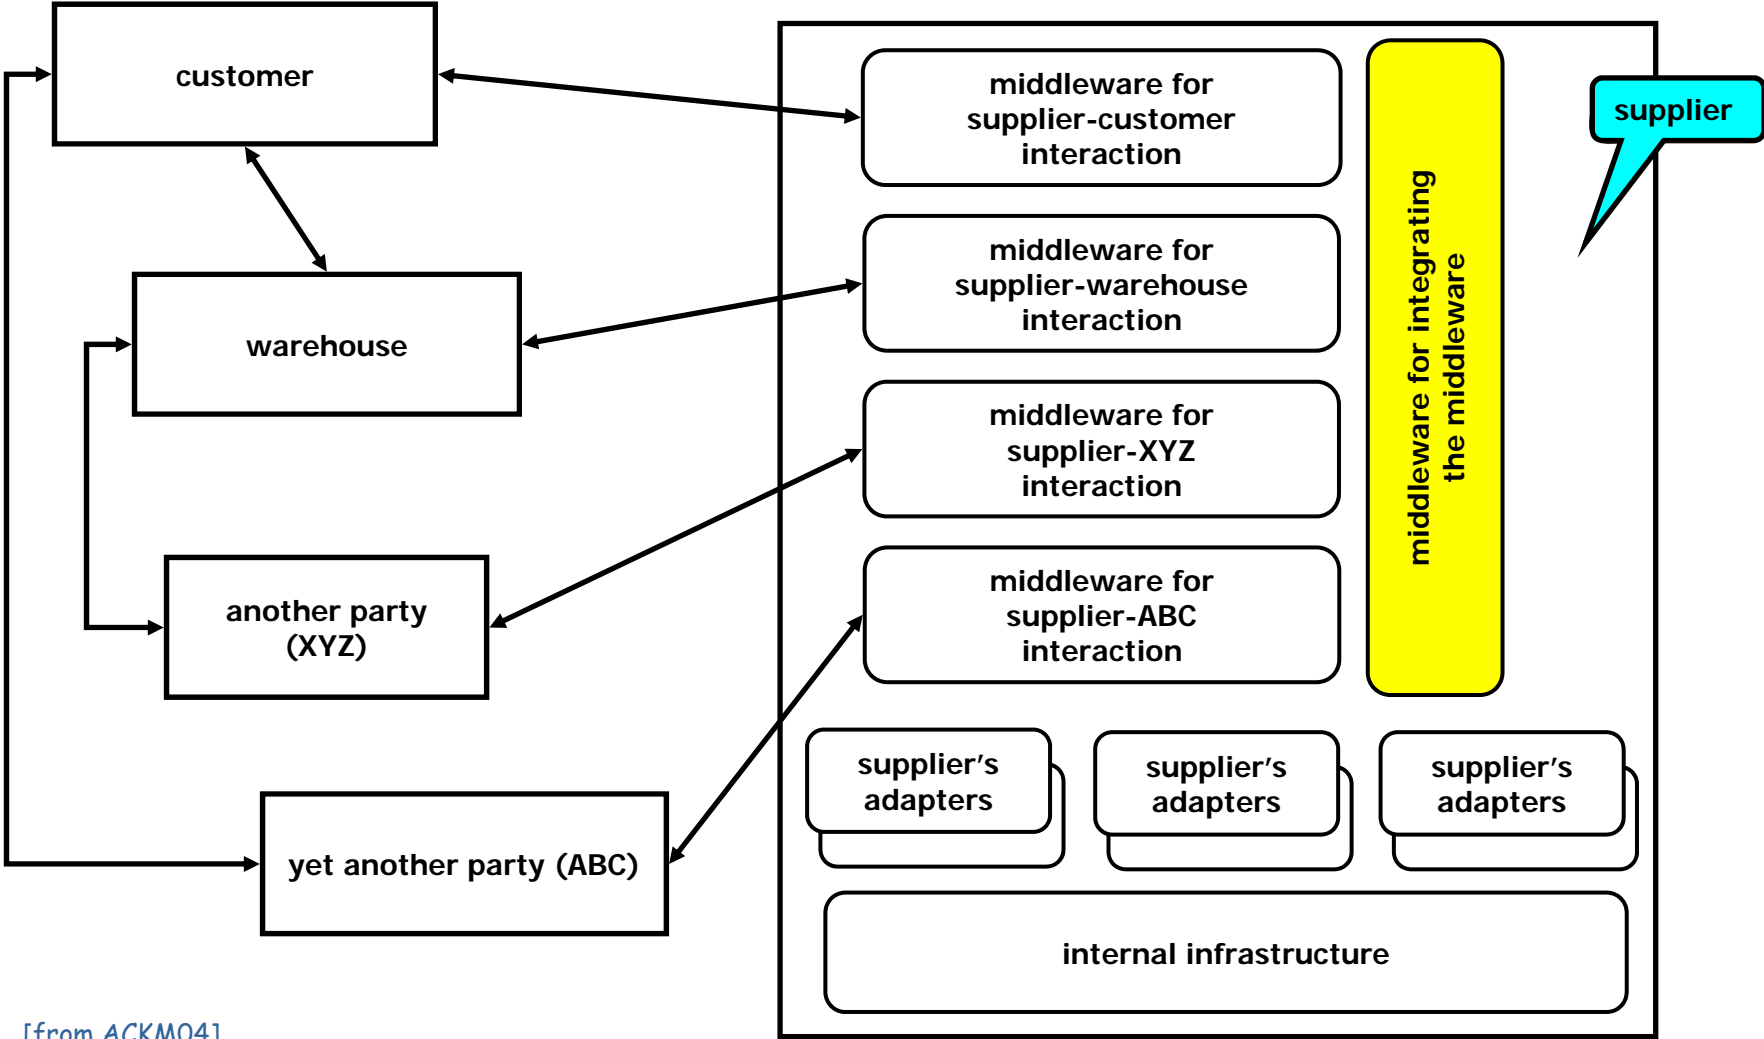 customer
middleware for
supplier-customer
interaction
supplier
middleware for integrating
the middleware
middleware for
supplier-warehouse
interaction
warehouse
middleware for
supplier-XYZ
interaction
another party
(XYZ)
middleware for
supplier-ABC
interaction
supplier’s
adapters
supplier’s
adapters
supplier’s
adapters
yet another party (ABC)
internal infrastructure
[from ACKM04]